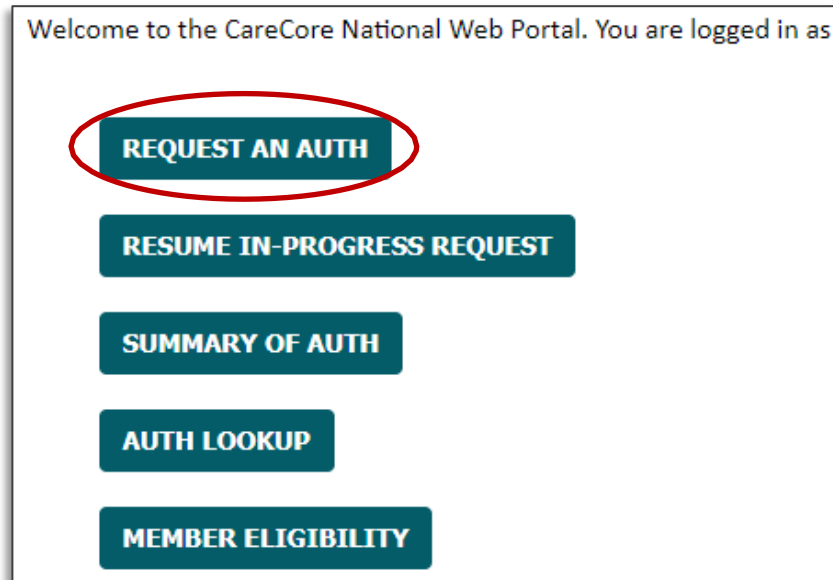 Welcome to the CareCore National Web Portal. You are logged in as
REQUEST AN AUTH
RESUME IN-PROGRESS REQUEST
SUMMARY OF AUTH
AUTH LOOKUP
MEMBER ELIGIBILITY